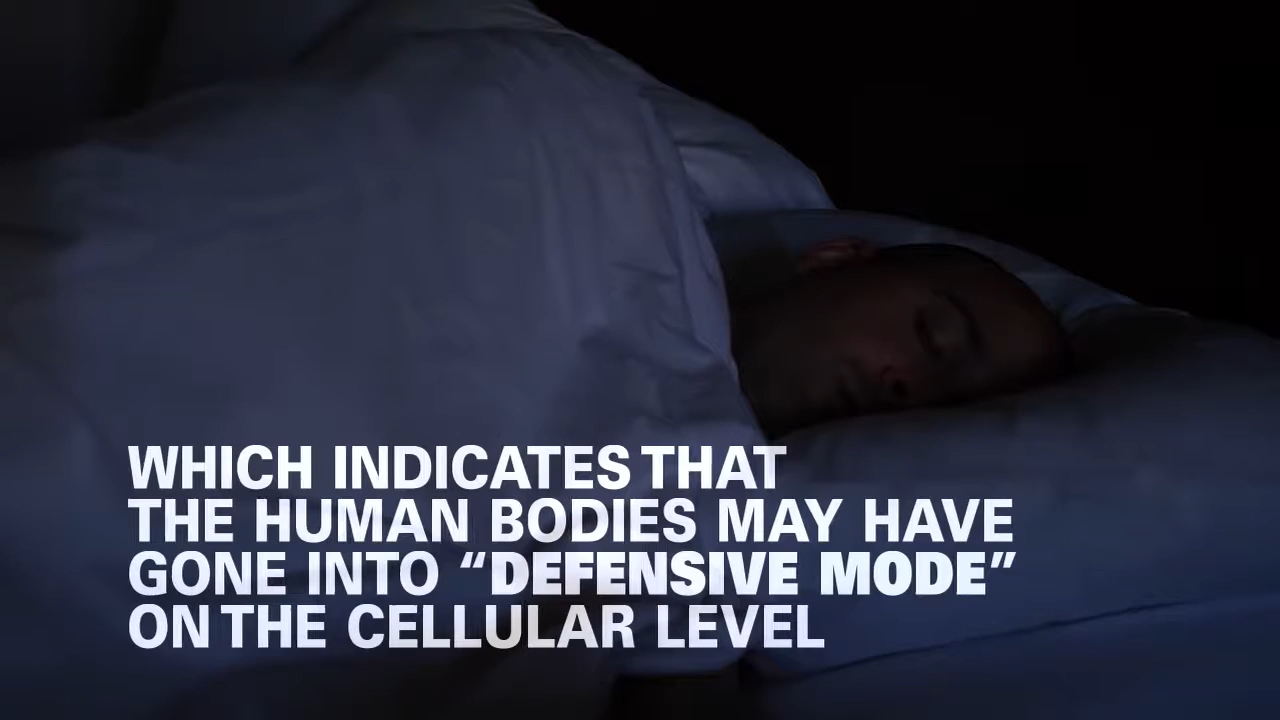 WHICH INDICATES THAT
THE HUMAN BODIES MAY HAVE
GONE INTO “DEFENSIVE MODE”
ON THE CELLULAR LEVEL